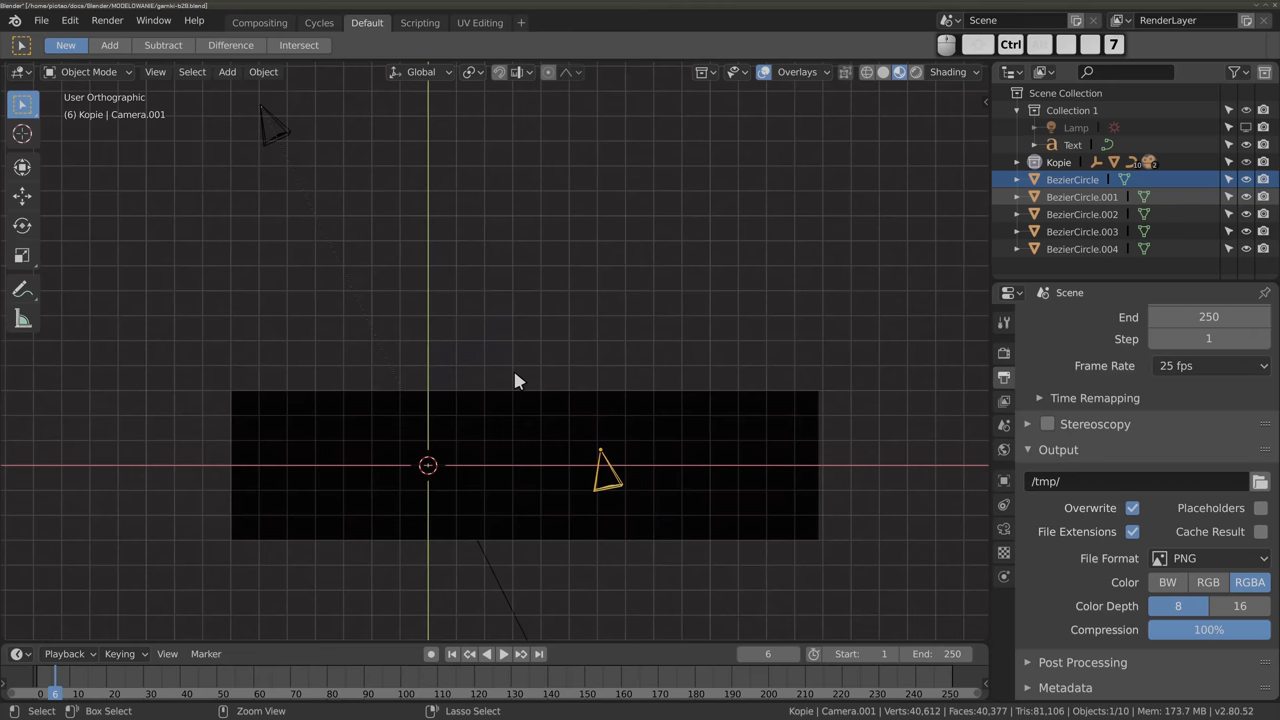 Blender* [/home/piotao/docs/Blender/MODELOWANIE/garnki-b28.blend]
File Edit Render Window Help Compositing Cycles Default Scripting UV Editing + Scene RenderLayer
New Add Subtract Difference Intersect Ctrl 7
Object Mode View Select Add Object Global Overlays Shading
User Orthographic
(6) Kopie | Camera.001
Scene Collection
Collection 1
Lamp
Text
Kopie 10 2
BezierCircle
BezierCircle.001
BezierCircle.002
BezierCircle.003
BezierCircle.004
Scene
End 250
Step 1
Frame Rate 25 fps
Time Remapping
Stereoscopy
Output
/tmp/
Overwrite Placeholders
File Extensions Cache Result
File Format PNG
Color BW RGB RGBA
Color Depth 8 16
Compression 100%
Post Processing
Metadata
Playback Keying View Marker 6 Start: 1 End: 250
0 6 10 20 30 40 50 60 70 80 90 100 110 120 130 140 150 160 170 180 190 200 210 220 230 240 250
Select Box Select Zoom View Lasso Select Kopie | Camera.001 | Verts:40,612 | Faces:40,377 | Tris:81,106 | Objects:1/10 | Mem: 173.7 MB | v2.80.52